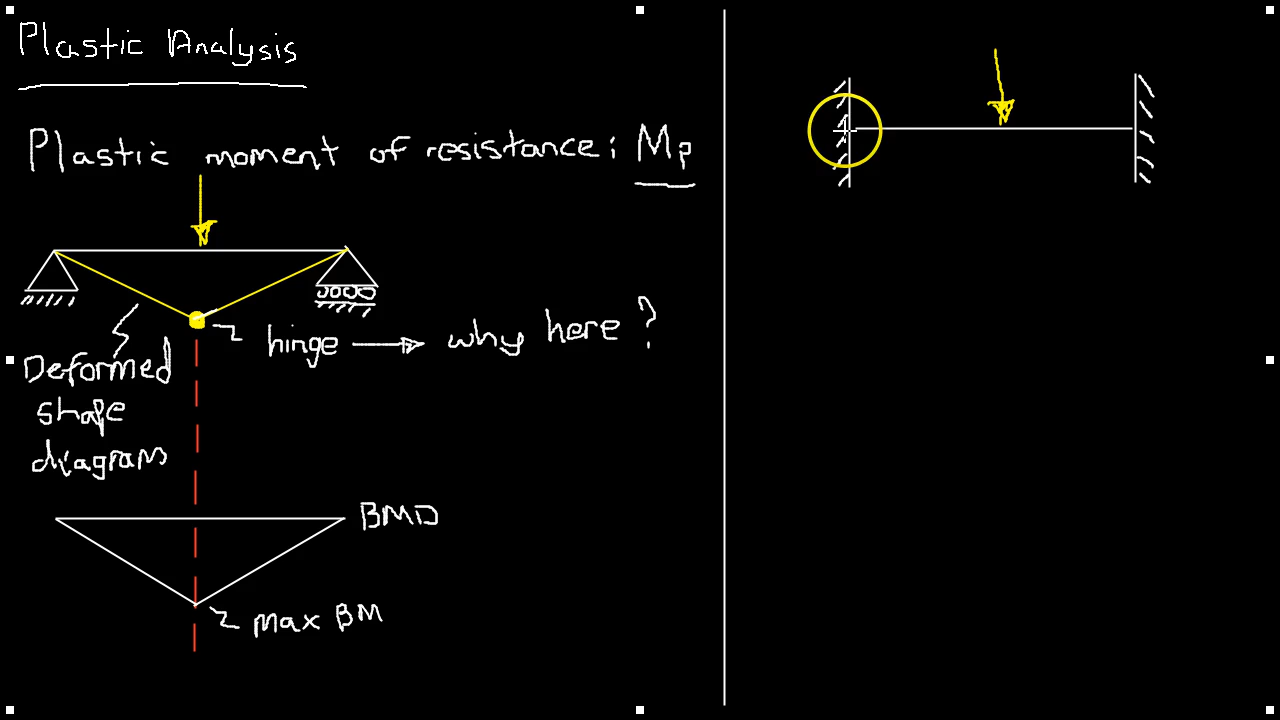 Plastic Analysis
Plastic moment of resistance: Mp
hinge → why here ?
Deformed
shape
diagram
BMD
max BM